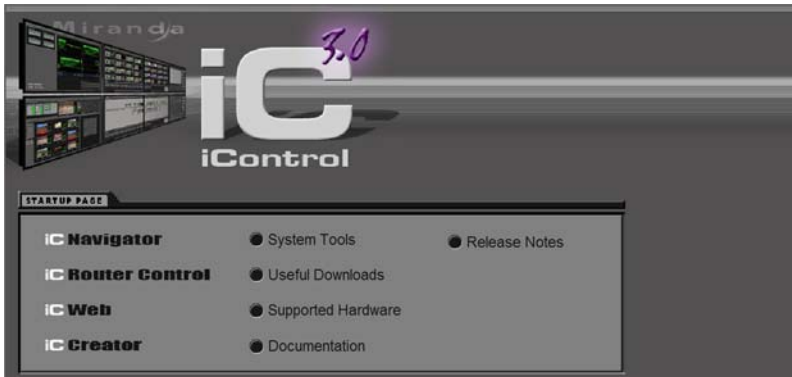 Miranda
3.0
iC
iControl
STARTUP PAGE
iC Navigator
System Tools
Release Notes
iC Router Control
Useful Downloads
iC Web
Supported Hardware
iC Creator
Documentation